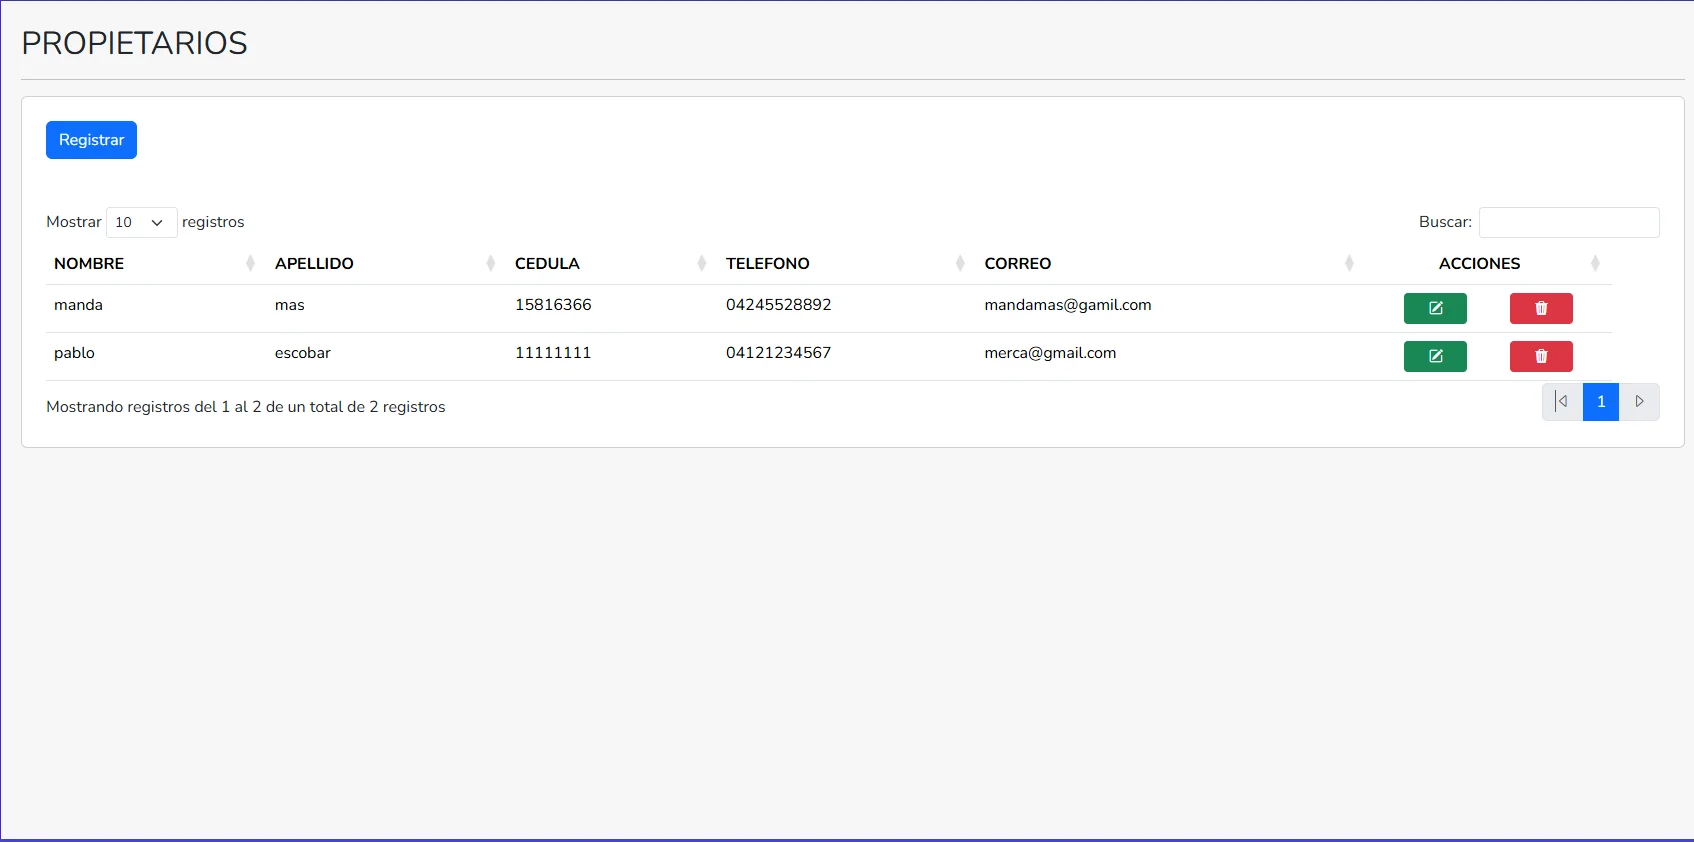 PROPIETARIOS
Registrar
Mostrar 10 registros Buscar:
NOMBRE APELLIDO CEDULA TELEFONO CORREO ACCIONES
manda mas 15816366 04245528892 mandamas@gamil.com
pablo escobar 11111111 04121234567 merca@gmail.com
Mostrando registros del 1 al 2 de un total de 2 registros 1